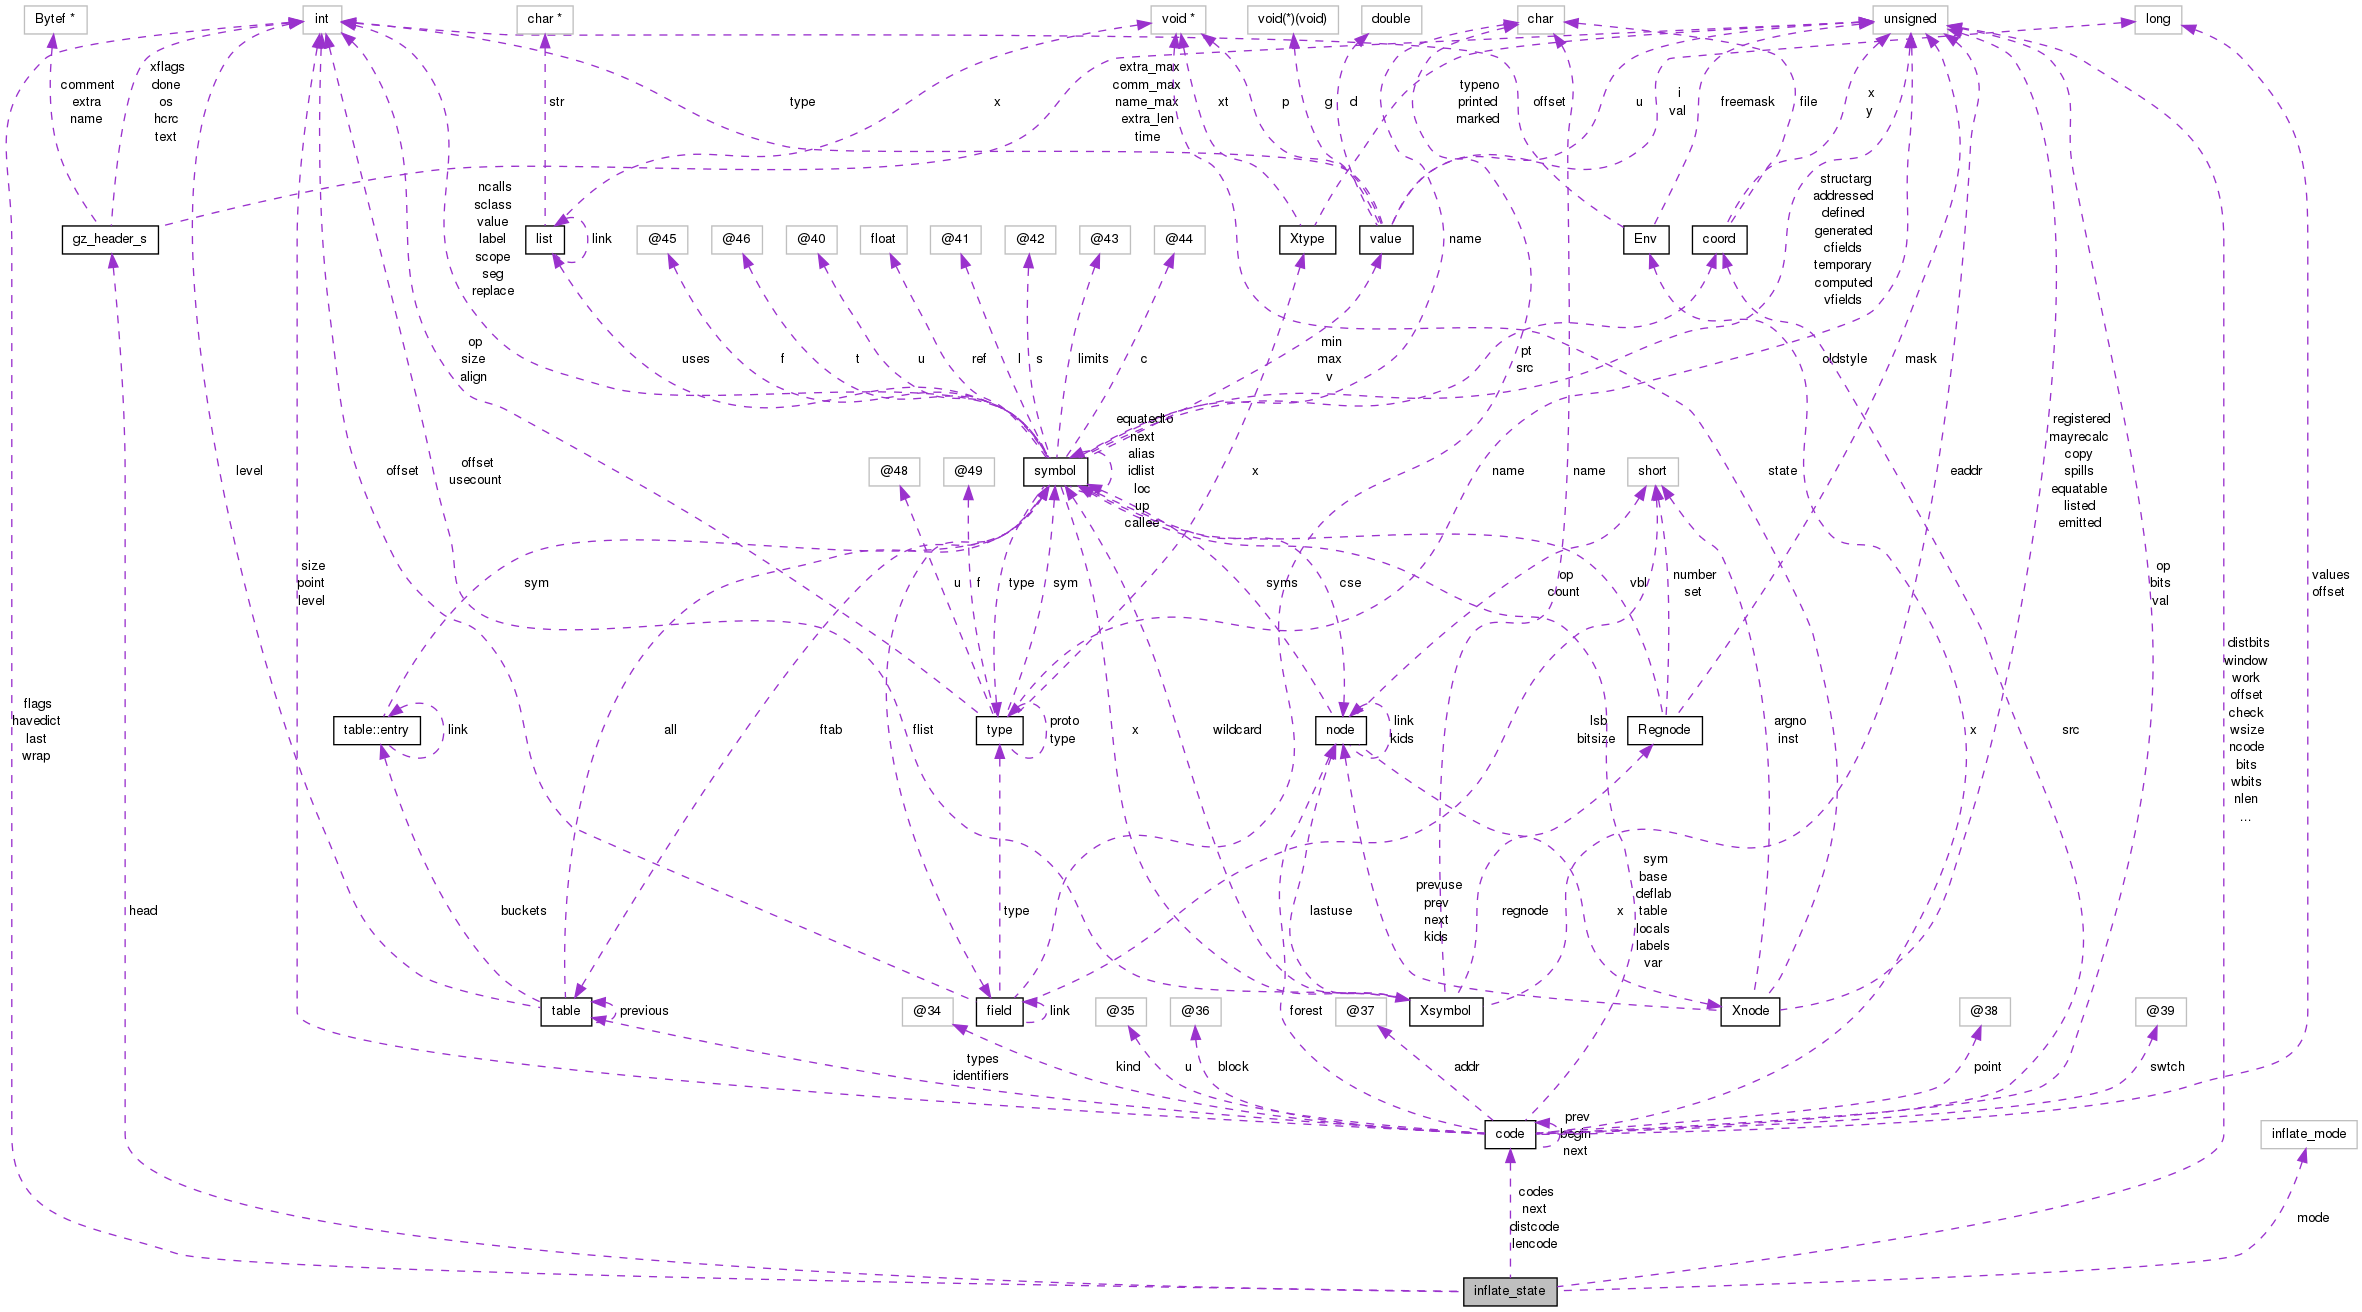 Bytef *
int
char *
void *
void(*)(void)
double
char
unsigned
long
comment
extra
name
xflags
done
os
hcrc
text
str
type
x
extra_max
comm_max
name_max
extra_len
time
xt
p
g
d
typeno
printed
marked
offset
u
i
val
freemask
file
x
y
gz_header_s
ncalls
sclass
value
label
scope
seg
replace
list
link
@45
@46
@40
float
@41
@42
@43
@44
Xtype
value
name
Env
coord
structarg
addressed
defined
generated
cfields
temporary
computed
vfields
op
size
align
uses
f
t
u
ref
l
s
limits
c
min
max
v
pt
src
oldstyle
mask
level
offset
offset
usecount
@48
@49
symbol
equatedto
next
alias
idlist
loc
up
callee
x
name
name
short
state
eaddr
registered
mayrecalc
copy
spills
equatable
listed
emitted
size
point
level
sym
u
f
type
sym
syms
cse
op
count
vbl
number
set
op
bits
val
values
offset
flags
havedict
last
wrap
table::entry
link
all
ftab
flist
type
proto
type
x
wildcard
node
link
kids
lsb
bitsize
Regnode
argno
inst
x
src
distbits
window
work
offset
check
wsize
ncode
bits
wbits
nlen
...
head
buckets
type
lastuse
prevuse
prev
next
kids
regnode
x
sym
base
deflab
table
locals
labels
var
table
previous
@34
field
link
@35
@36
forest
@37
Xsymbol
Xnode
@38
@39
types
identifiers
kind
u
block
addr
point
swtch
code
prev
begin
next
inflate_mode
codes
next
distcode
lencode
mode
inflate_state